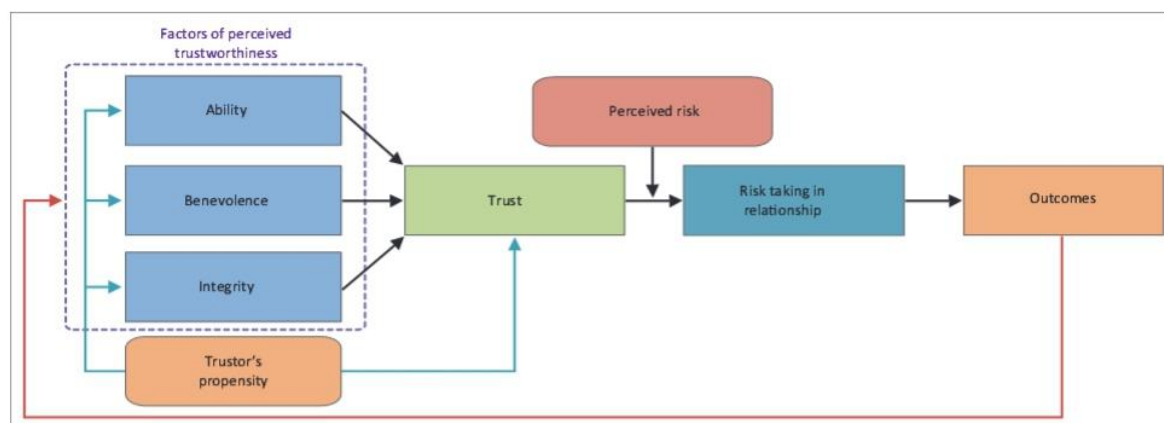 Factors of perceived
trustworthiness
Ability
Benevolence
Integrity
Trustor's
propensity
Trust
Perceived risk
Risk taking in
relationship
Outcomes